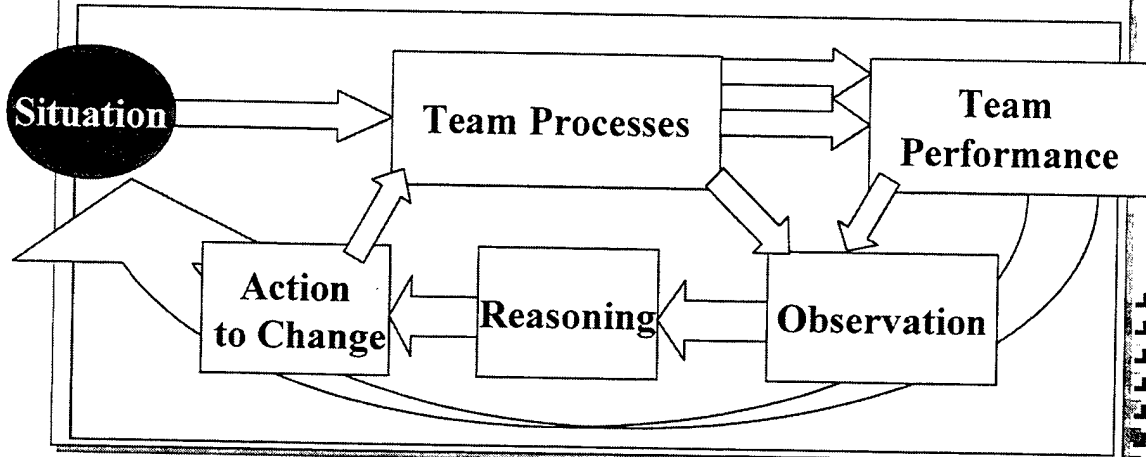 Situation
Team Processes
Team
Performance
Action
to Change
Reasoning
Observation